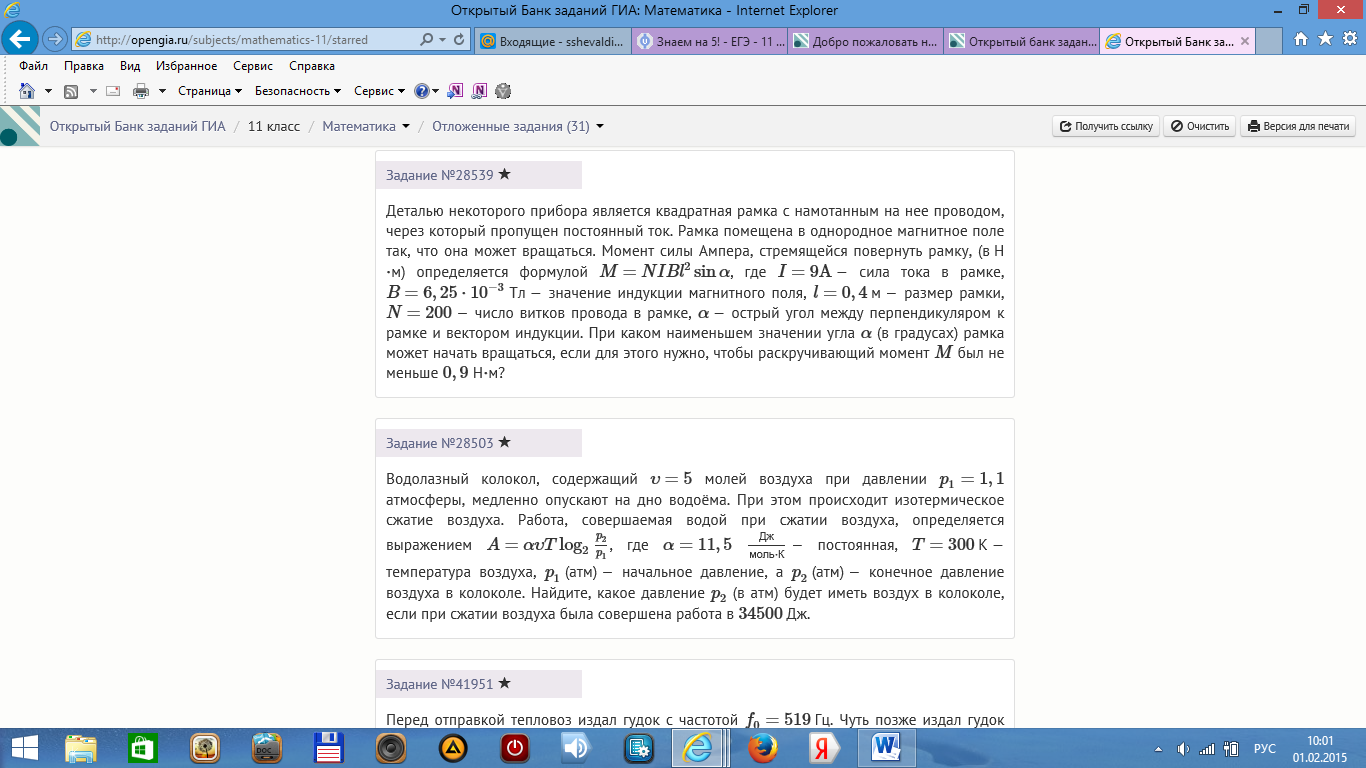 Открытый Банк заданий ГИА: Математика - Internet Explorer
http://opengia.ru/subjects/mathematics-11/starred
Входящие - sshevaldi...
Знаем на 5! - ЕГЭ - 11 ...
Добро пожаловать н...
Открытый банк задан...
Открытый Банк за...
Файл Правка Вид Избранное Сервис Справка
Страница Безопасность Сервис
Открытый Банк заданий ГИА / 11 класс / Математика / Отложенные задания (31)
Получить ссылку Очистить Версия для печати
Задание №28539 ★
Деталью некоторого прибора является квадратная рамка с намотанным на нее проводом,
через который пропущен постоянный ток. Рамка помещена в однородное магнитное поле
так, что она может вращаться. Момент силы Ампера, стремящейся повернуть рамку, (в Н
·м) определяется формулой M = NIBl² sin α, где I = 9А – сила тока в рамке,
B = 6, 25 · 10⁻³ Тл – значение индукции магнитного поля, l = 0, 4 м – размер рамки,
N = 200 – число витков провода в рамке, α – острый угол между перпендикуляром к
рамке и вектором индукции. При каком наименьшем значении угла α (в градусах) рамка
может начать вращаться, если для этого нужно, чтобы раскручивающий момент M был не
меньше 0, 9 Н·м?
Задание №28503 ★
Водолазный колокол, содержащий υ = 5 молей воздуха при давлении p₁ = 1, 1
атмосферы, медленно опускают на дно водоёма. При этом происходит изотермическое
сжатие воздуха. Работа, совершаемая водой при сжатии воздуха, определяется
выражением A = αυT log₂ p₂/p₁, где α = 11, 5 Дж/моль·К – постоянная, T = 300 К –
температура воздуха, p₁ (атм) – начальное давление, а p₂ (атм) – конечное давление
воздуха в колоколе. Найдите, какое давление p₂ (в атм) будет иметь воздух в колоколе,
если при сжатии воздуха была совершена работа в 34500 Дж.
Задание №41951 ★
Перед отправкой тепловоз издал гудок с частотой f₀ = 519 Гц. Чуть позже издал гудок
РУС
10:01
01.02.2015